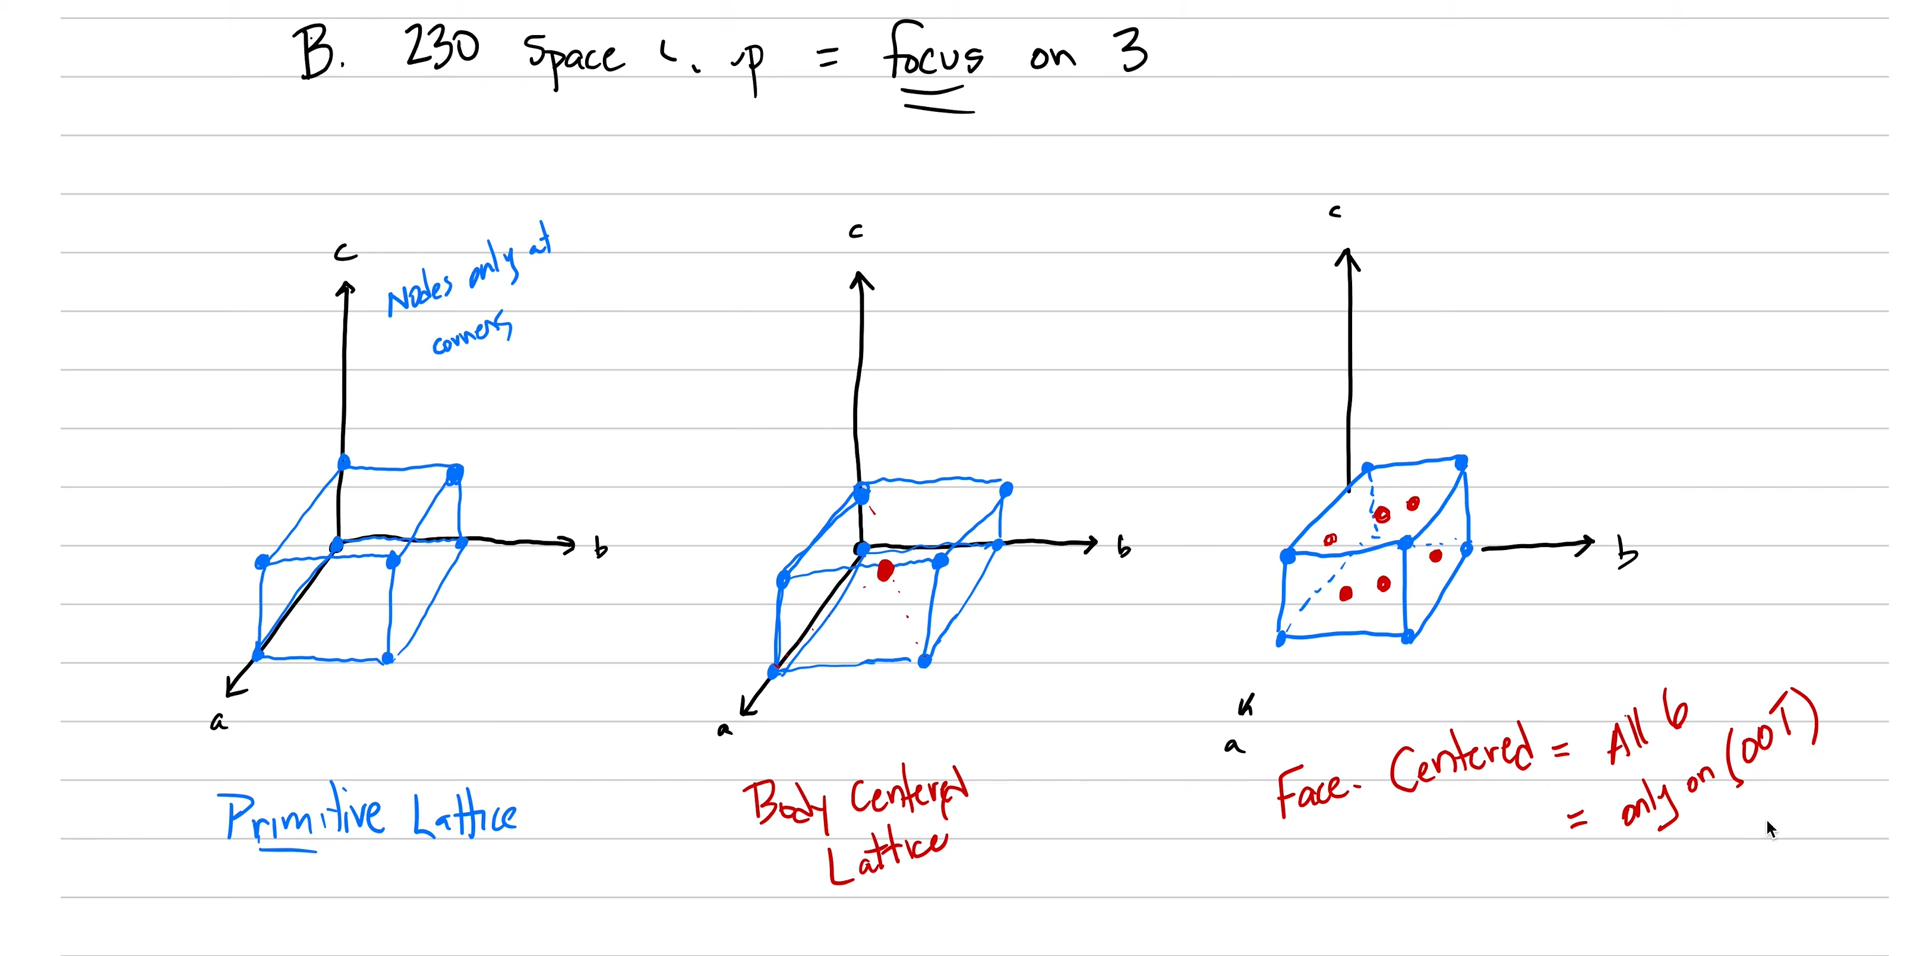 B. 230 Space = focus on 3
c
Nodes only at
corners
b
a
Primitive Lattice
c
b
a
Body Centered
Lattice
c
b
a
Face-Centered = All 6
= only on (001)